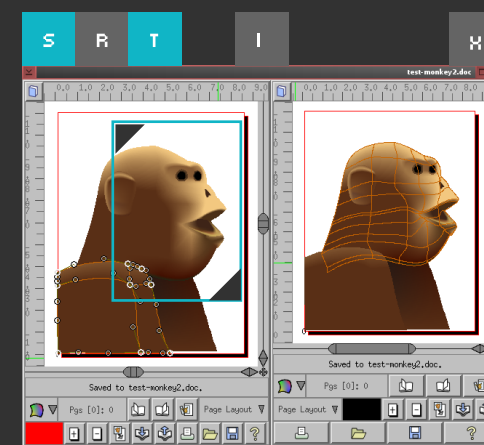 S R T I x
test-monkey2.doc
0,0 1,0 2,0 3,0 4,0 5,0 6,0 7,0 8,0 9,0
0,0 1,0 2,0 3,0 4,0 5,0 6,0 7,0 8,0
Saved to test-monkey2.doc.
Saved to test-monkey2.doc.
Pgs [0]: 0
Page Layout
Pgs [0]: 0
Page Layout
?
?